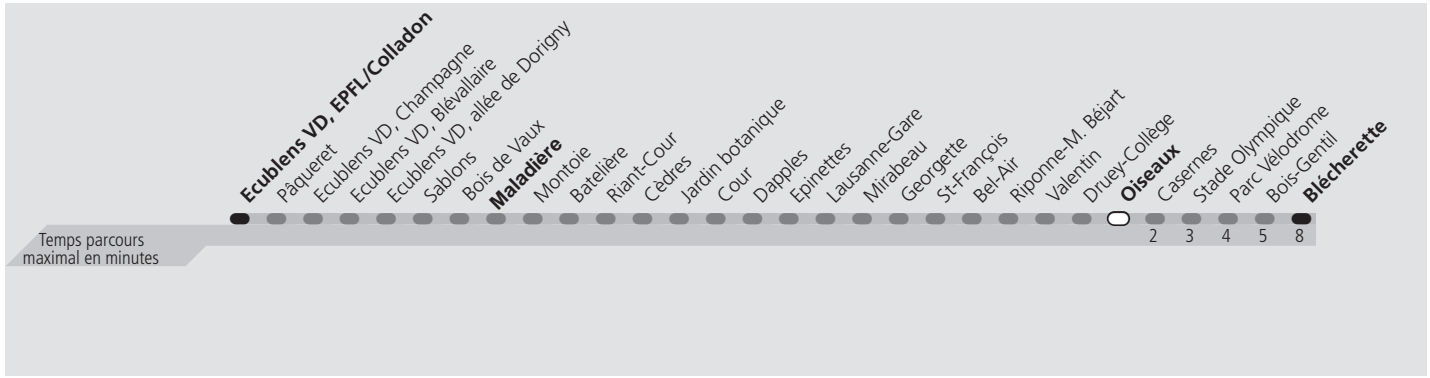 Ecublens VD, EPFL/Colladon
Pâqueret
Ecublens VD, Champagne
Ecublens VD, Blévallaire
Ecublens VD, allée de Dorigny
Sablons
Bois de Vaux
Maladière
Montoie
Batelière
Riant-Cour
Cèdres
Jardin botanique
Cour
Dapples
Epinettes
Lausanne-Gare
Mirabeau
Georgette
St-François
Bel-Air
Riponne-M. Béjart
Valentin
Druey-Collège
Oiseaux
Casernes
Stade Olympique
Parc Vélodrome
Bois-Gentil
Blécherette
Temps parcours
maximal en minutes
2 3 4 5 8